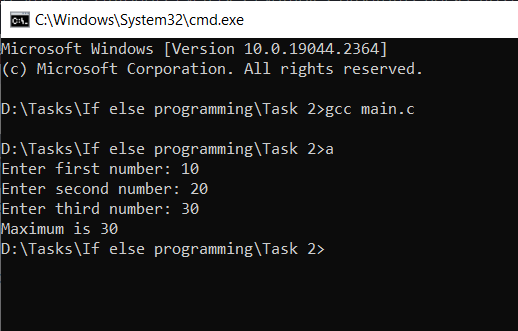 C:\Windows\System32\cmd.exe
Microsoft Windows [Version 10.0.19044.2364]
(c) Microsoft Corporation. All rights reserved.
D:\Tasks\If else programming\Task 2>gcc main.c
D:\Tasks\If else programming\Task 2>a
Enter first number: 10
Enter second number: 20
Enter third number: 30
Maximum is 30
D:\Tasks\If else programming\Task 2>